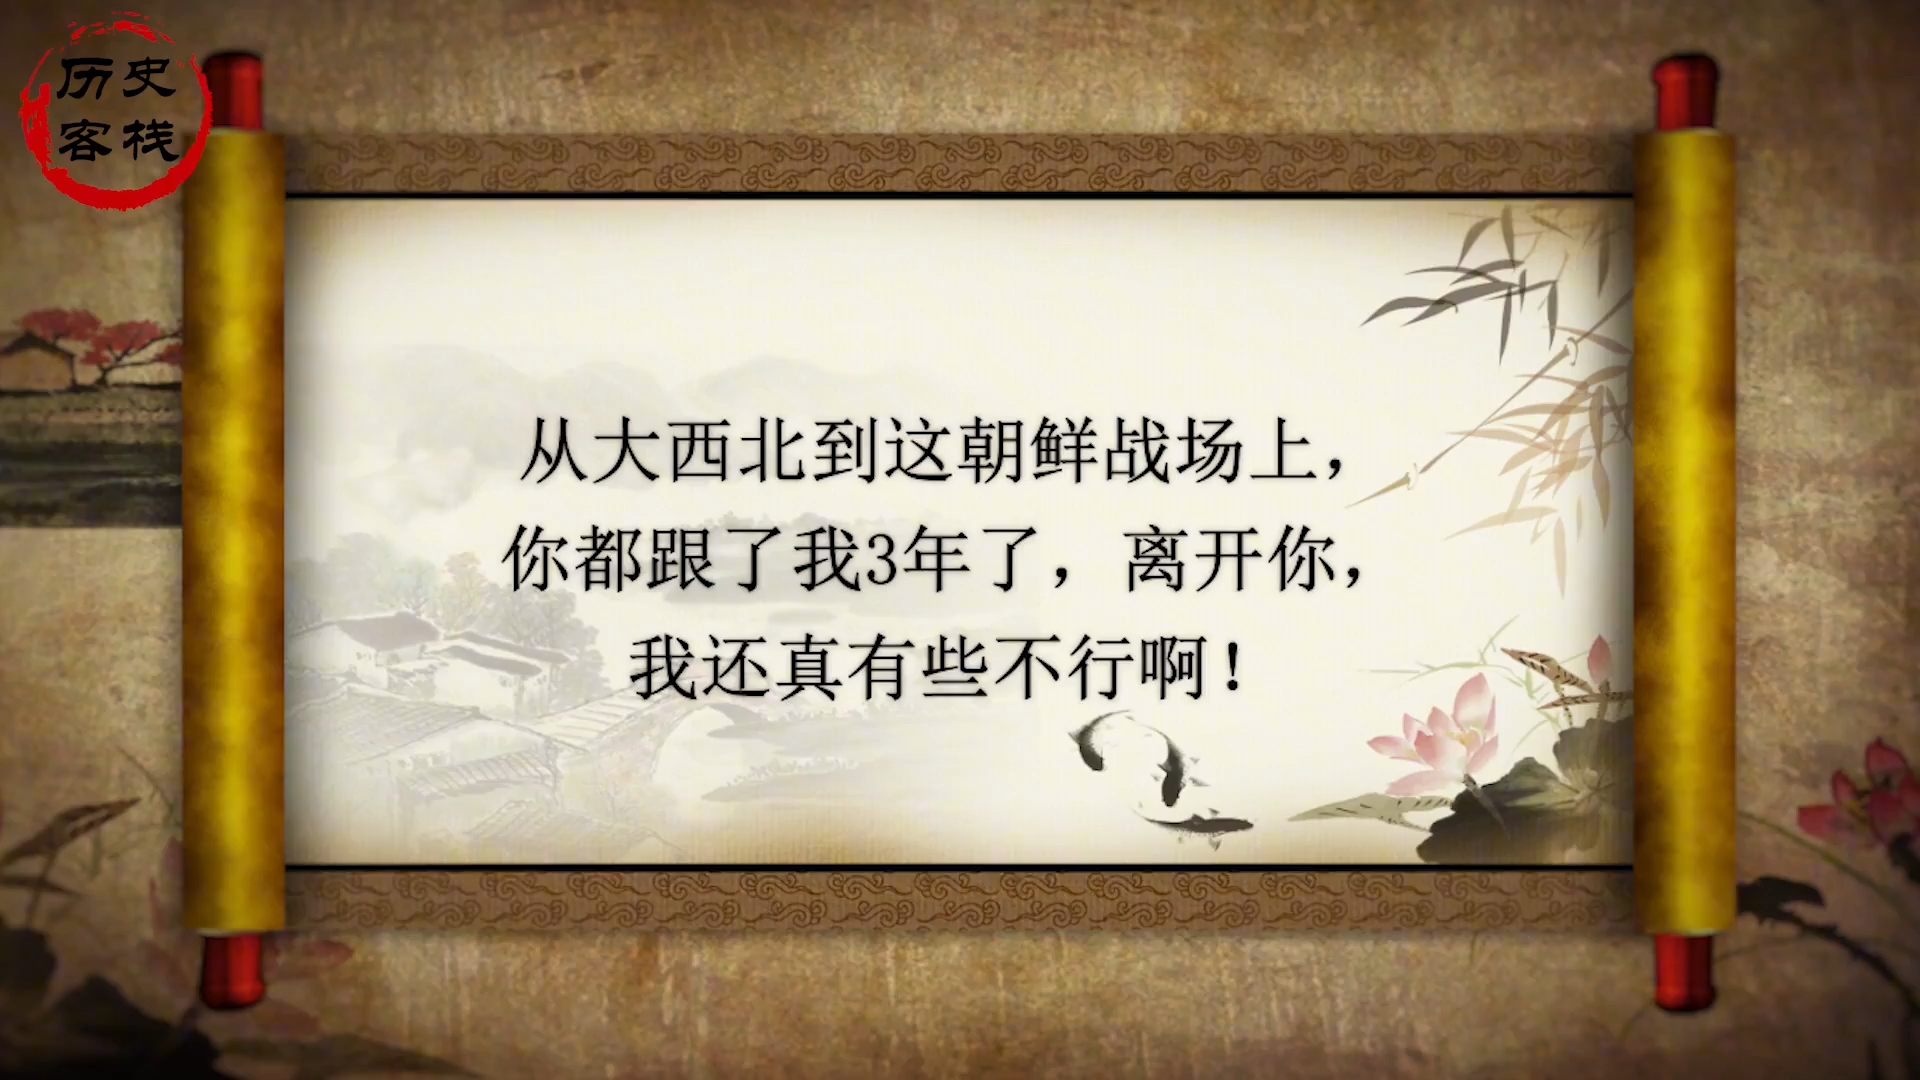 历史
客栈
从大西北到这朝鲜战场上，
你都跟了我3年了，离开你，
我还真有些不行啊！